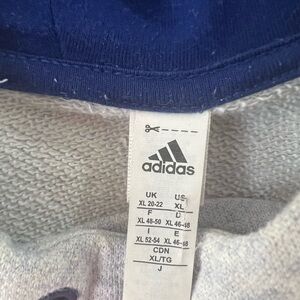 adidas
UK US
XL 20-22 XL
F D
XL 48-50 XL 46-48
I E
XL 52-54 XL 46-48
CDN
XL/TG
J